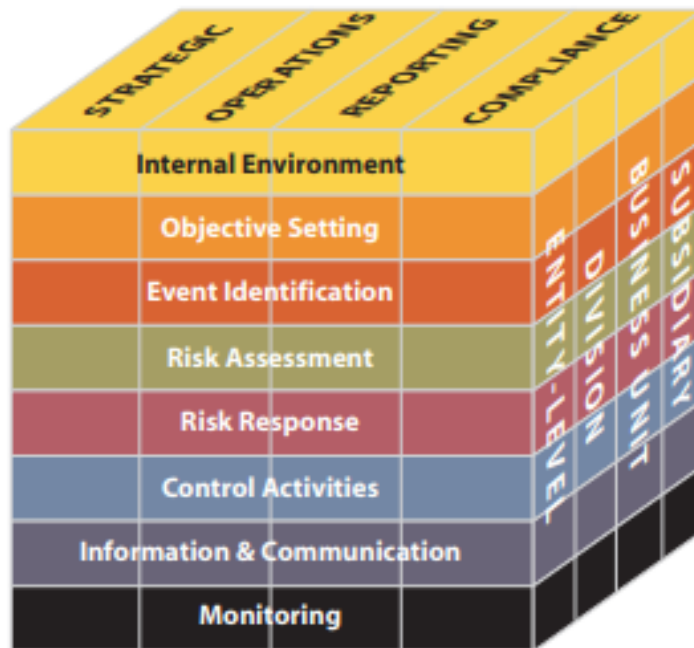 STRATEGIC
OPERATIONS
REPORTING
COMPLIANCE
Internal Environment
Objective Setting
Event Identification
Risk Assessment
Risk Response
Control Activities
Information & Communication
Monitoring
ENTITY-LEVEL
DIVISION
BUSINESS UNIT
SUBSIDIARY